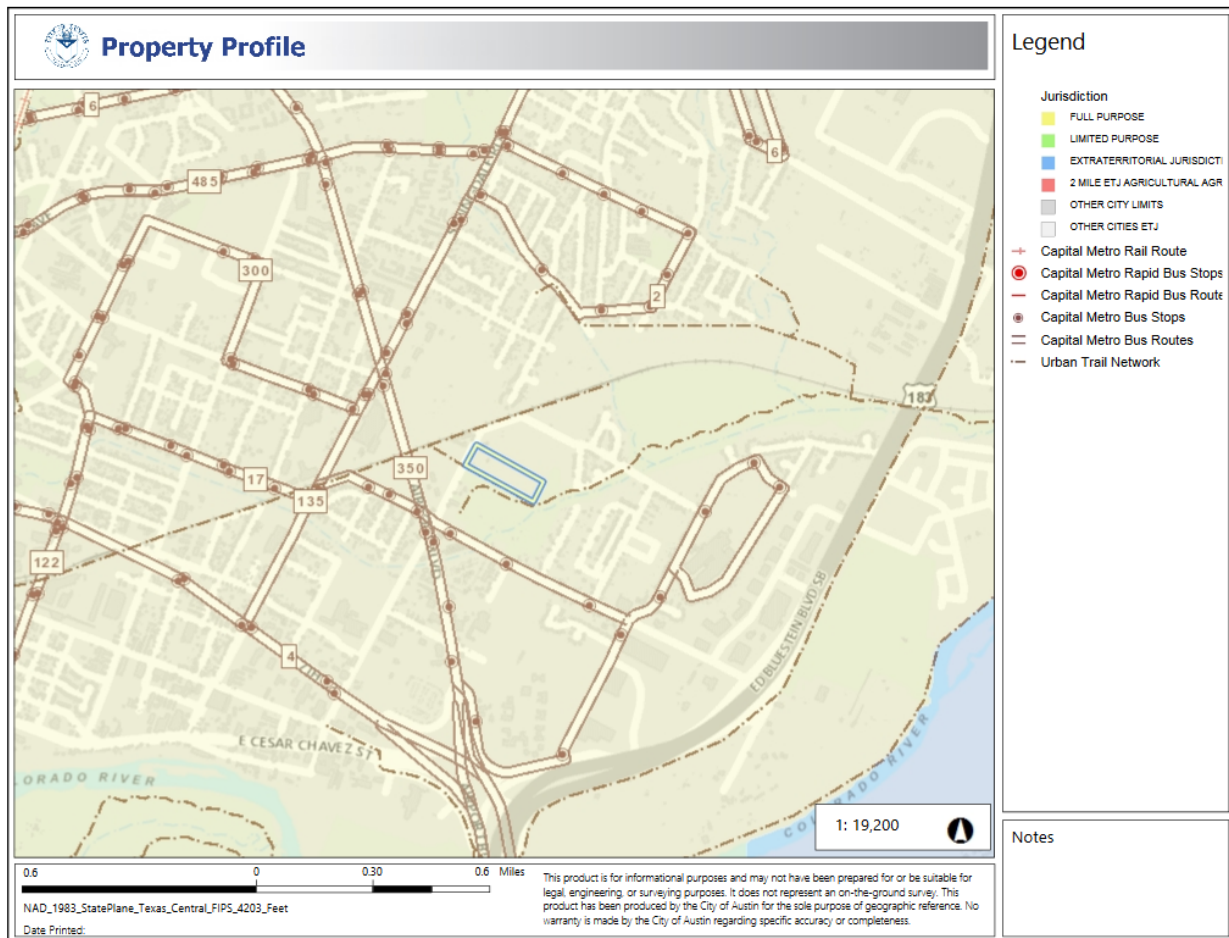 Property Profile
6
6
485
300
2
183
350
17
135
122
4
AIRPORT BLVD
E CESAR CHAVEZ ST
ED BLUESTEIN BLVD SB
COLORADO RIVER
1: 19,200
0.6 0 0.30 0.6 Miles
NAD_1983_StatePlane_Texas_Central_FIPS_4203_Feet
Date Printed:
This product is for informational purposes and may not have been prepared for or be suitable for
legal, engineering, or surveying purposes. It does not represent an on-the-ground survey. This
product has been produced by the City of Austin for the sole purpose of geographic reference. No
warranty is made by the City of Austin regarding specific accuracy or completeness.
Legend
Jurisdiction
FULL PURPOSE
LIMITED PURPOSE
EXTRATERRITORIAL JURISDICTI
2 MILE ETJ AGRICULTURAL AGR
OTHER CITY LIMITS
OTHER CITIES ETJ
Capital Metro Rail Route
Capital Metro Rapid Bus Stops
Capital Metro Rapid Bus Route
Capital Metro Bus Stops
Capital Metro Bus Routes
Urban Trail Network
Notes